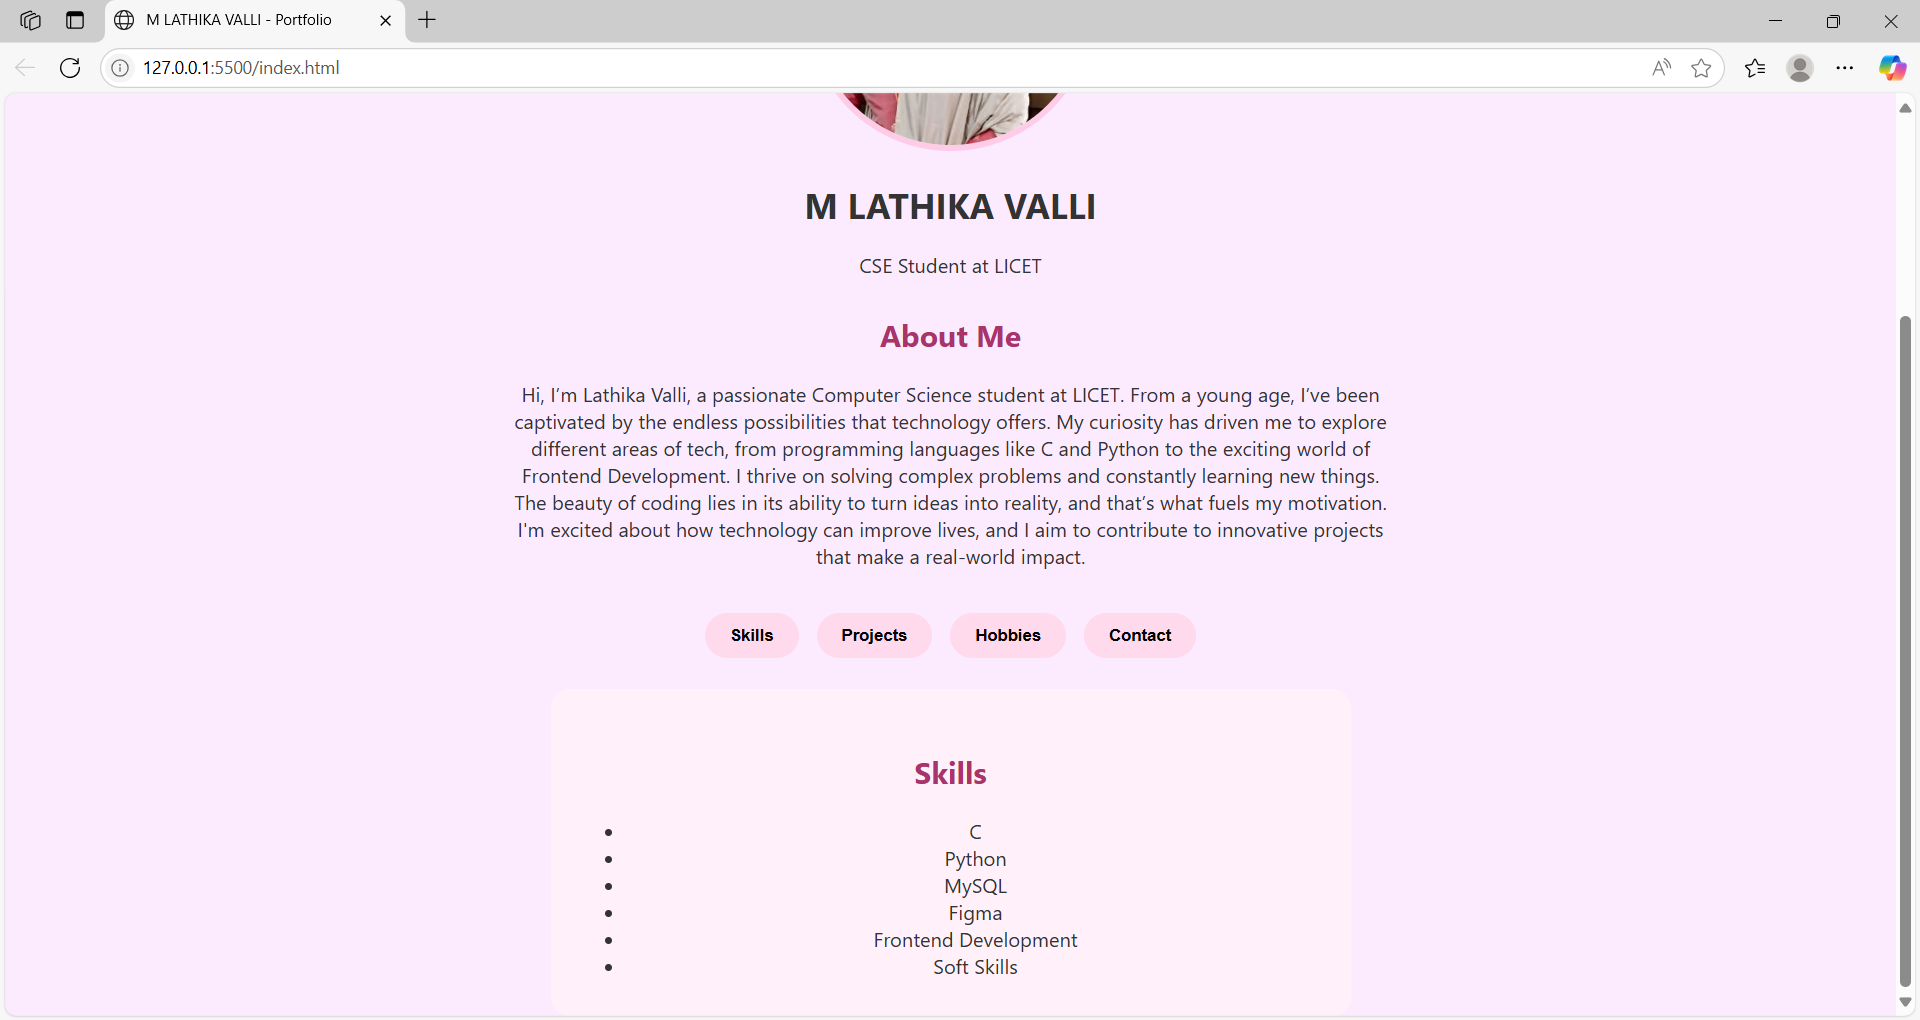 M LATHIKA VALLI - Portfolio
127.0.0.1:5500/index.html
M LATHIKA VALLI
CSE Student at LICET
About Me
Hi, I’m Lathika Valli, a passionate Computer Science student at LICET. From a young age, I’ve been
captivated by the endless possibilities that technology offers. My curiosity has driven me to explore
different areas of tech, from programming languages like C and Python to the exciting world of
Frontend Development. I thrive on solving complex problems and constantly learning new things.
The beauty of coding lies in its ability to turn ideas into reality, and that’s what fuels my motivation.
I'm excited about how technology can improve lives, and I aim to contribute to innovative projects
that make a real-world impact.
Skills Projects Hobbies Contact
Skills
• C
• Python
• MySQL
• Figma
• Frontend Development
• Soft Skills